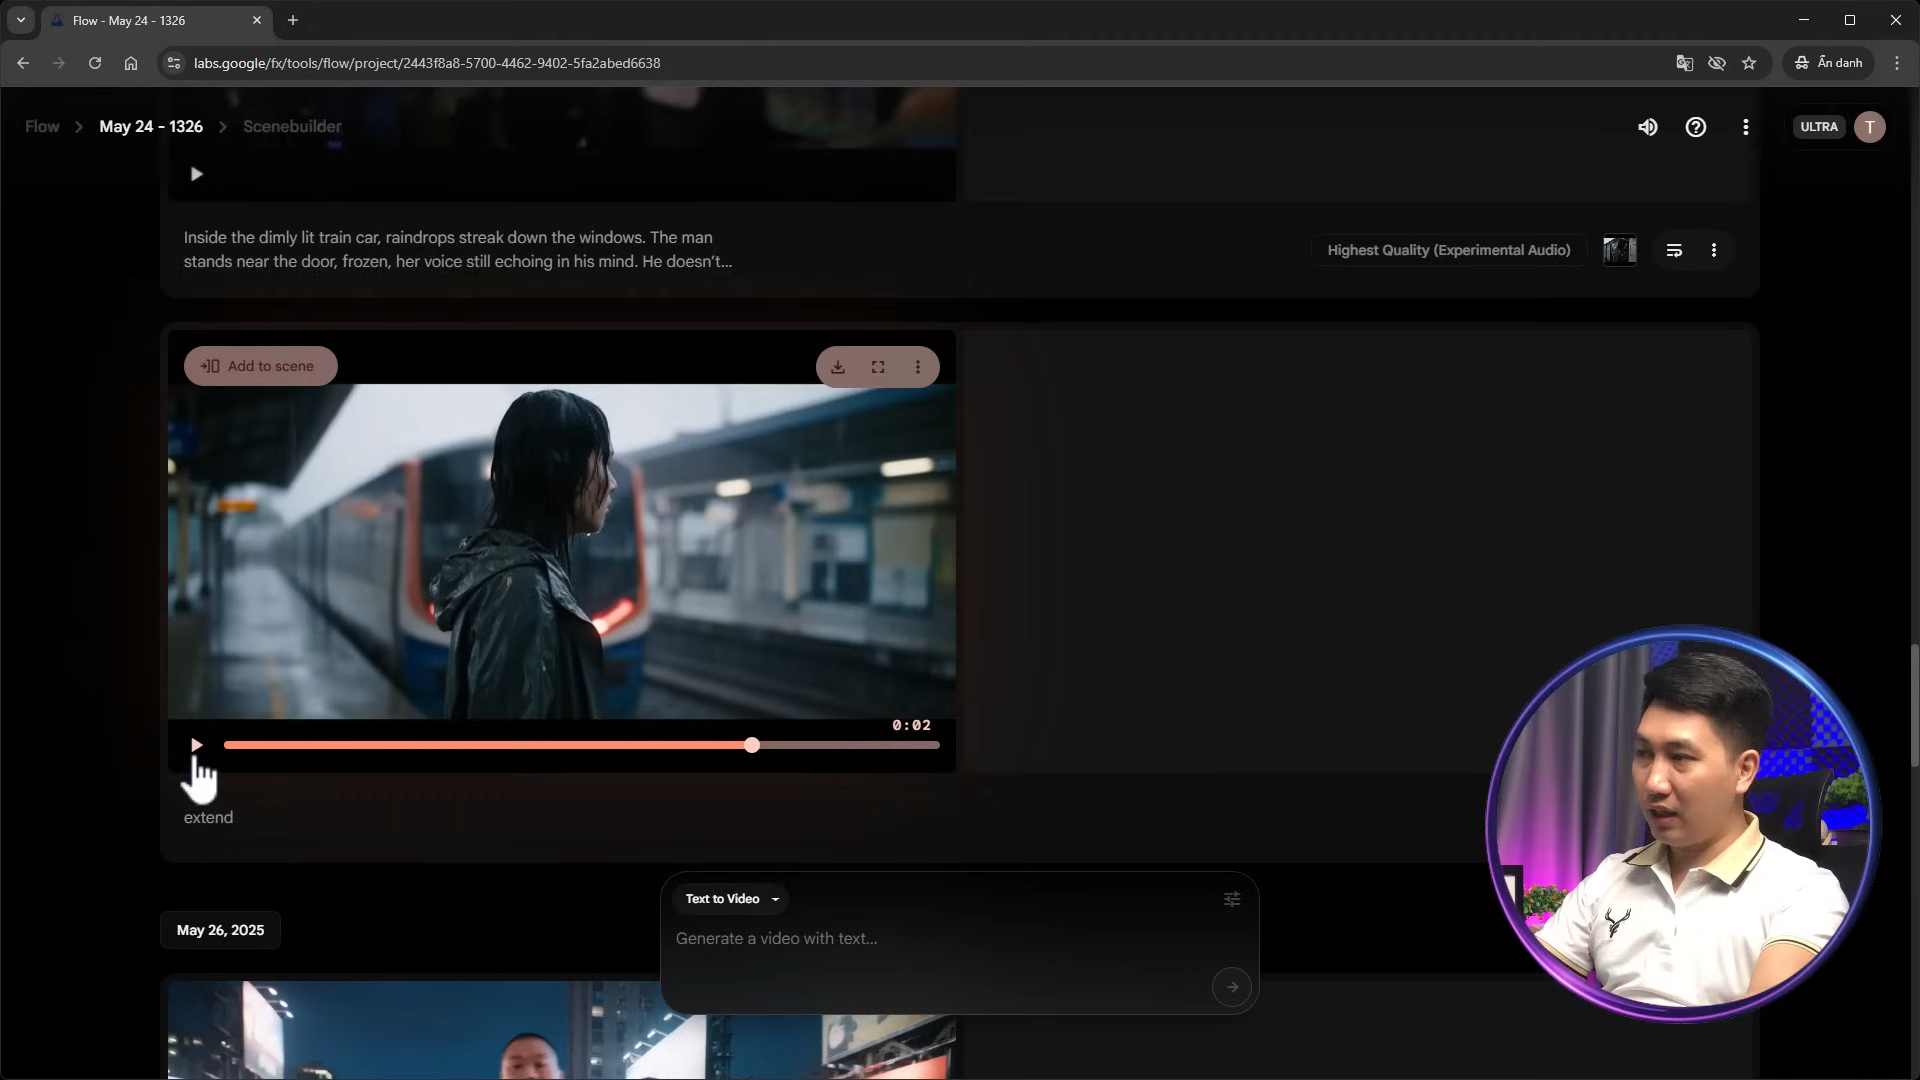 Flow - May 24 - 1326
labs.google/fx/tools/flow/project/2443f8a8-5700-4462-9402-5fa2abed6638
Ẩn danh
Flow > May 24 - 1326 > Scenebuilder
ULTRA
T
Inside the dimly lit train car, raindrops streak down the windows. The man
stands near the door, frozen, her voice still echoing in his mind. He doesn't...
Highest Quality (Experimental Audio)
Add to scene
0:02
extend
Text to Video
Generate a video with text...
May 26, 2025